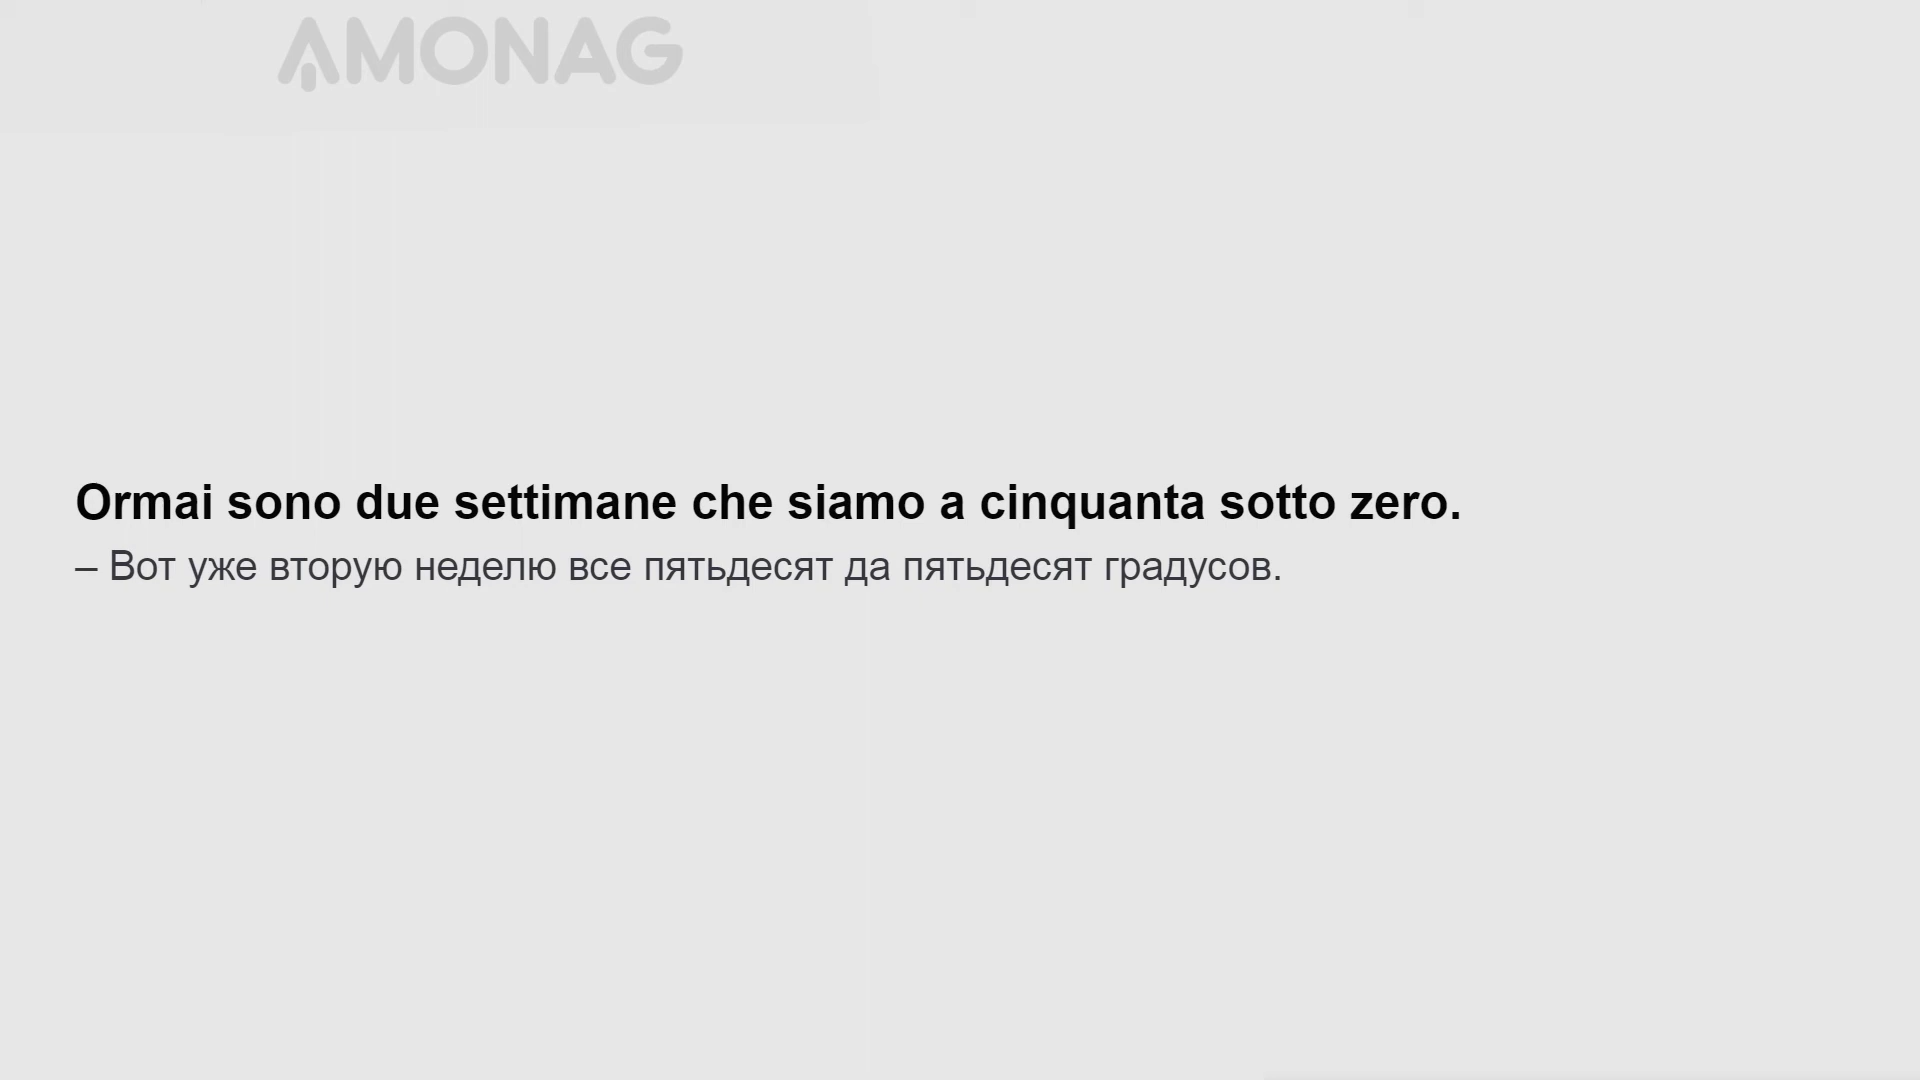 AMONAG
Ormai sono due settimane che siamo a cinquanta sotto zero.
– Вот уже вторую неделю все пятьдесят да пятьдесят градусов.